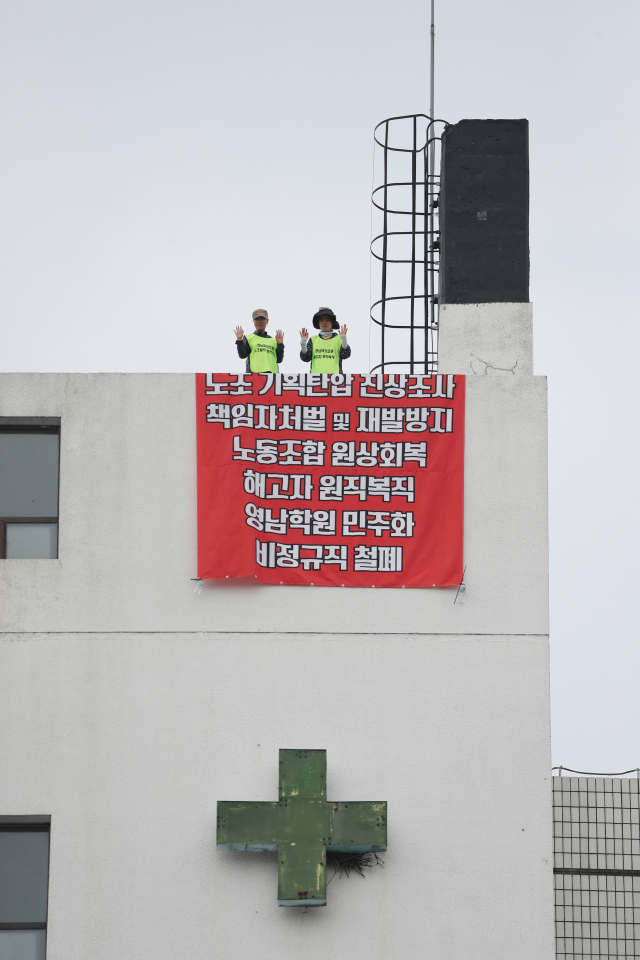 노조 기획탄압 진상조사
책임자처벌 및 재발방지
노동조합 원상회복
해고자 원직복직
영남학원 민주화
비정규직 철폐